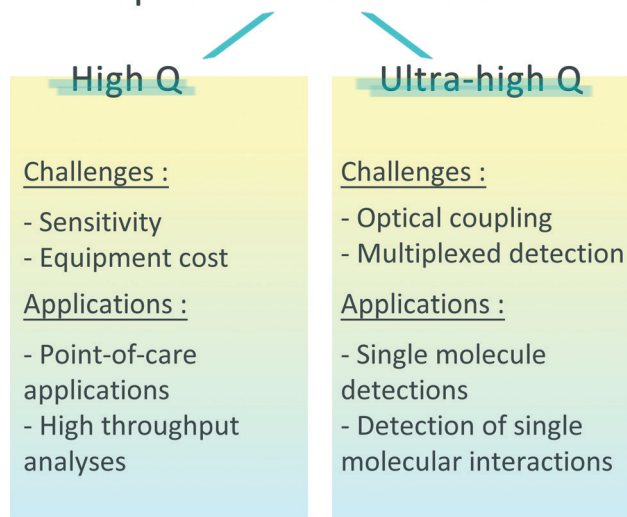 High Q
Challenges :
- Sensitivity
- Equipment cost
Applications :
- Point-of-care
applications
- High throughput
analyses
Ultra-high Q
Challenges :
- Optical coupling
- Multiplexed detection
Applications :
- Single molecule
detections
- Detection of single
molecular interactions